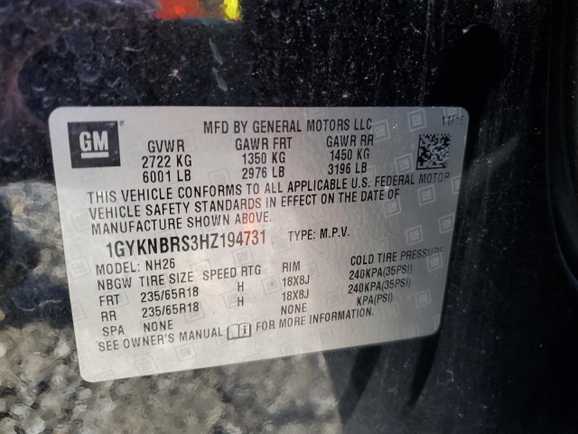 GM
MFD BY GENERAL MOTORS LLC
GVWR GAWR FRT GAWR RR
2722 KG 1350 KG 1450 KG
6001 LB 2976 LB 3196 LB
THIS VEHICLE CONFORMS TO ALL APPLICABLE U.S. FEDERAL MOTOR
VEHICLE SAFETY STANDARDS IN EFFECT ON THE DATE OF
MANUFACTURE SHOWN ABOVE.
1GYKNBRS3HZ194731 TYPE: M.P.V.
MODEL: NH26
NBGW TIRE SIZE SPEED RTG RIM COLD TIRE PRESSURE
FRT 235/65R18 H 18X8J 240KPA(35PSI)
RR 235/65R18 H 18X8J 240KPA(35PSI)
SPA NONE NONE KPA(PSI)
SEE OWNER'S MANUAL FOR MORE INFORMATION.